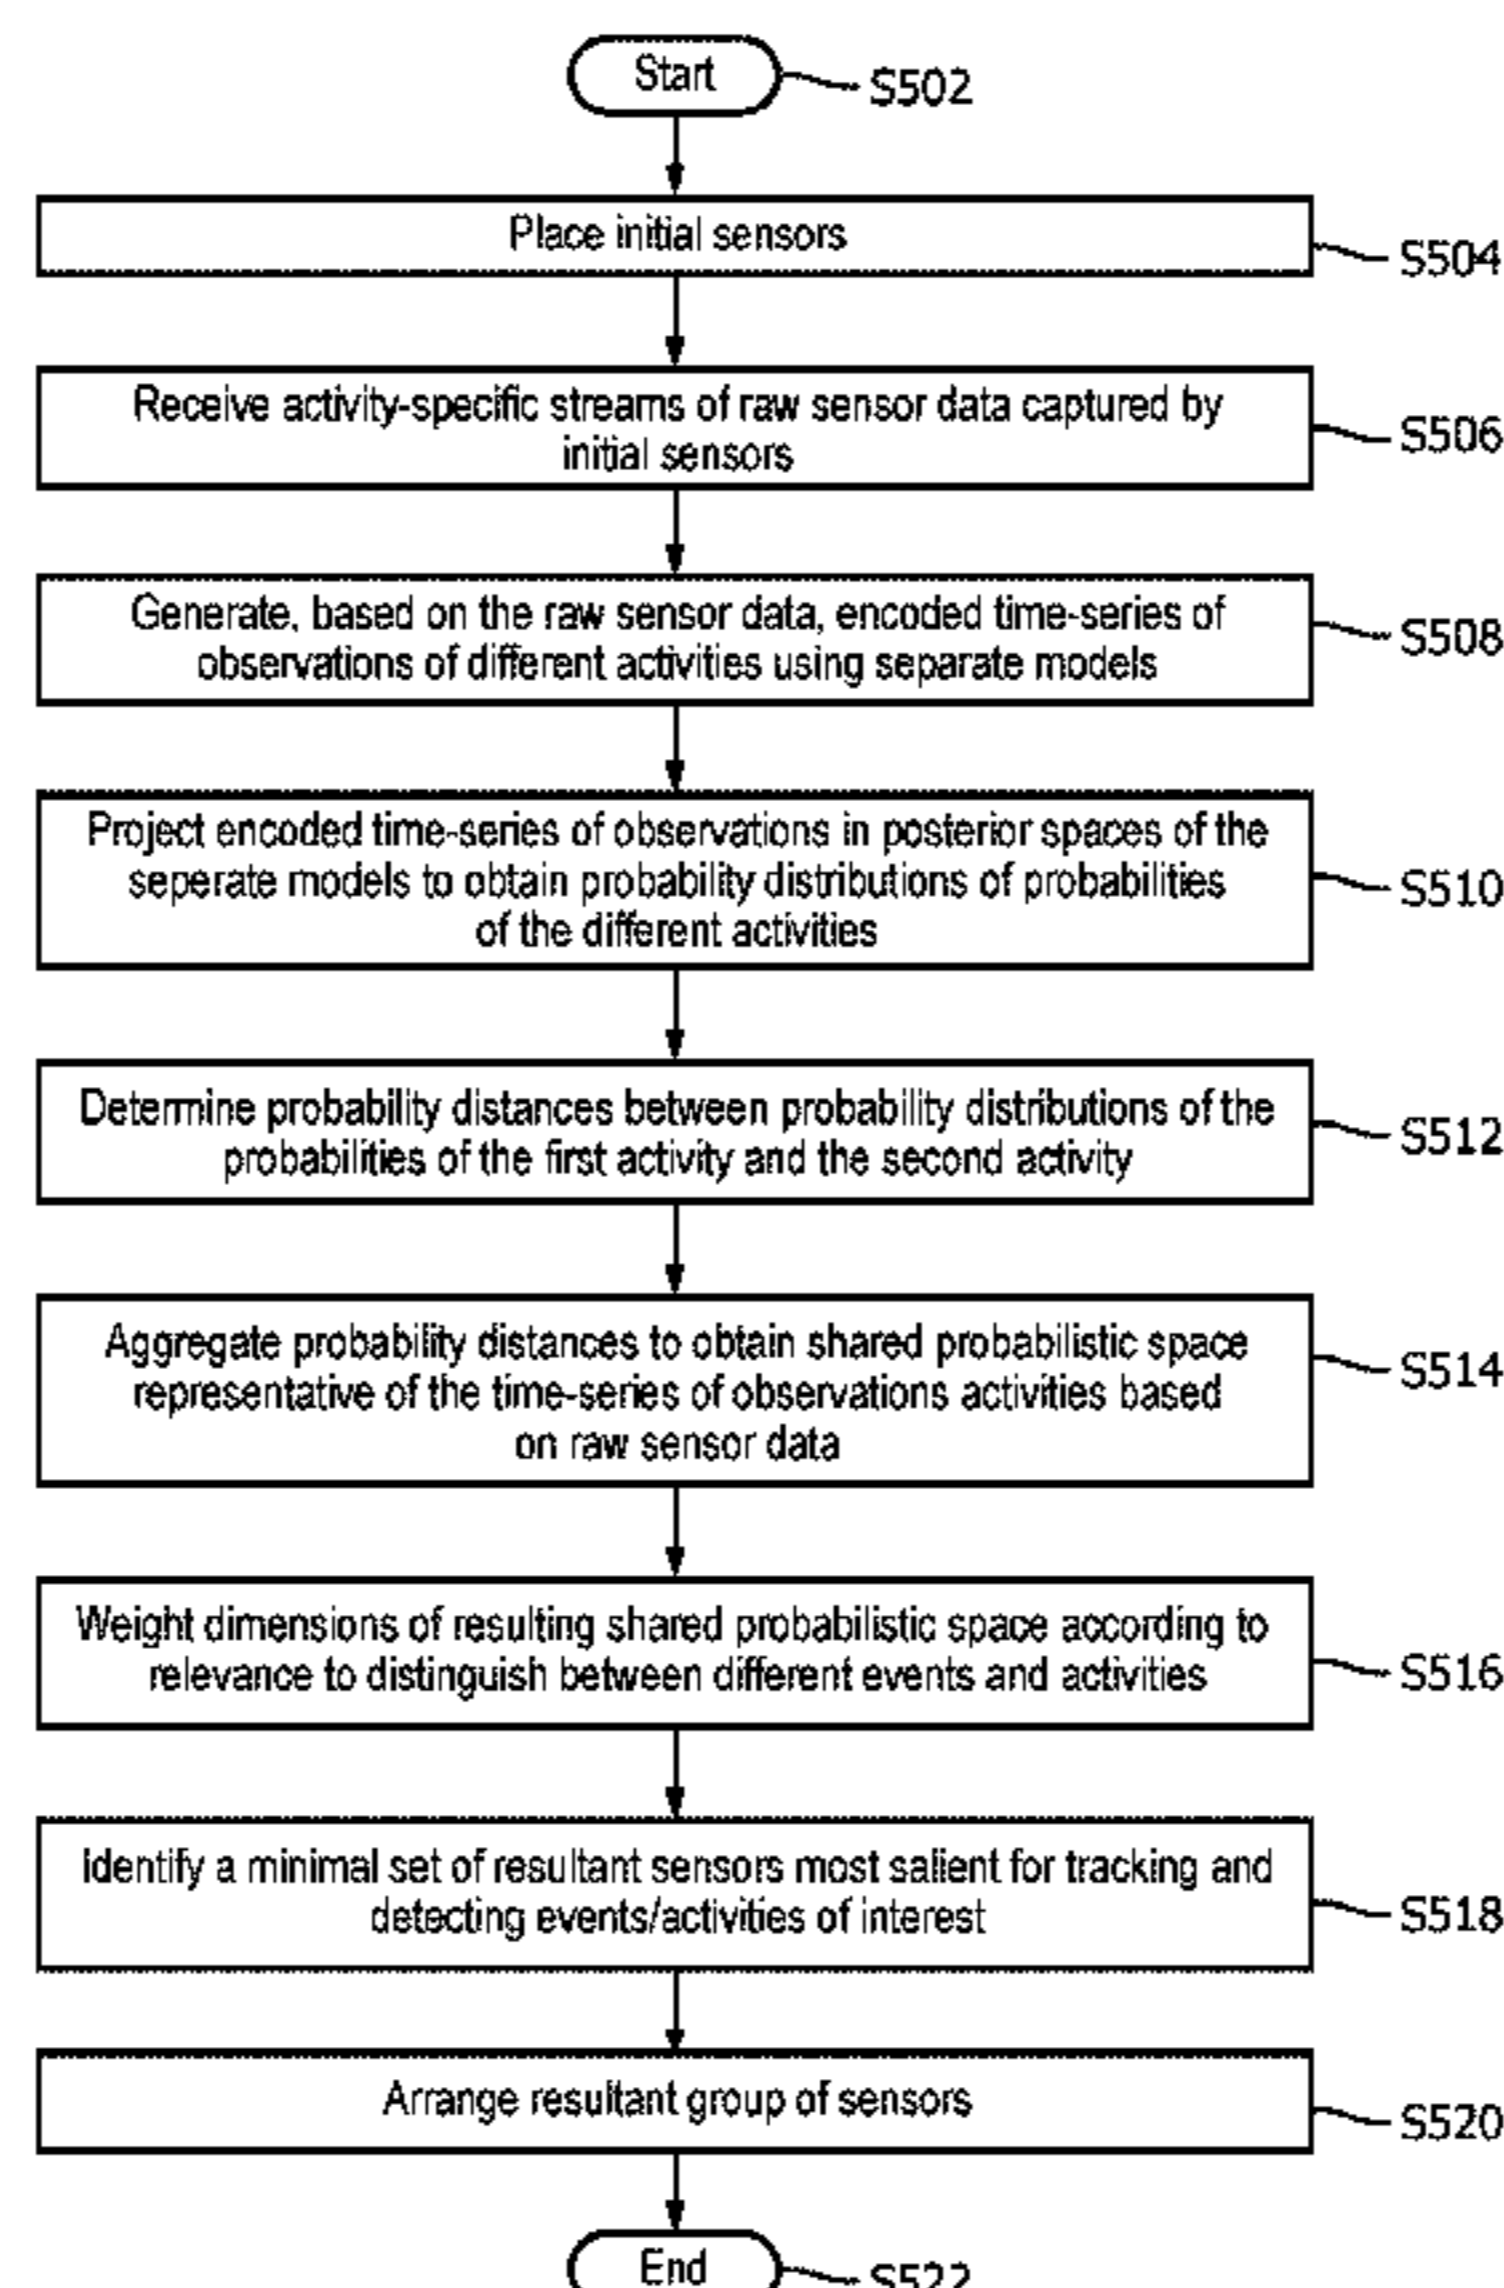 Start
S502
Place initial sensors
S504
Receive activity-specific streams of raw sensor data captured by
initial sensors
S506
Generate, based on the raw sensor data, encoded time-series of
observations of different activities using separate models
S508
Project encoded time-series of observations in posterior spaces of the
seperate models to obtain probability distributions of probabilities
of the different activities
S510
Determine probability distances between probability distributions of the
probabilities of the first activity and the second activity
S512
Aggregate probability distances to obtain shared probabilistic space
representative of the time-series of observations activities based
on raw sensor data
S514
Weight dimensions of resulting shared probabilistic space according to
relevance to distinguish between different events and activities
S516
Identify a minimal set of resultant sensors most salient for tracking and
detecting events/activities of interest
S518
Arrange resultant group of sensors
S520
End
S522